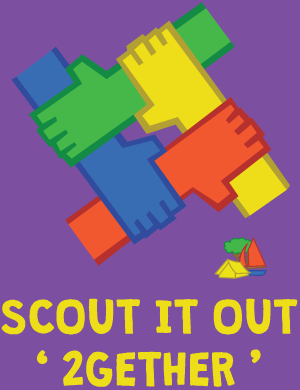 SCOUT IT OUT
‘ 2GETHER ’